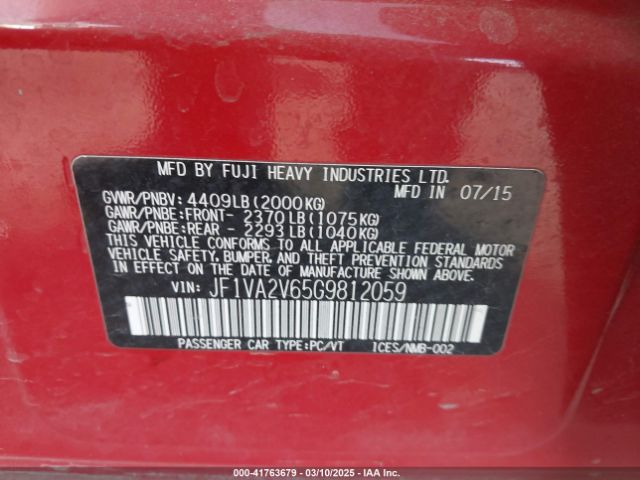 MFD BY FUJI HEAVY INDUSTRIES LTD.
MFD IN 07/15
GVWR/PNBV: 4409LB(2000KG)
GAWR/PNBE:FRONT- 2370LB(1075KG)
GAWR/PNBE:REAR - 2293LB(1040KG)
THIS VEHICLE CONFORMS TO ALL APPLICABLE FEDERAL MOTOR
VEHICLE SAFETY, BUMPER, AND THEFT PREVENTION STANDARDS
IN EFFECT ON THE DATE OF MANUFACTURE SHOWN ABOVE.
VIN: JF1VA2V65G9812059
PASSENGER CAR TYPE:PC/VT ICES/NMB-002
000-41763679 - 03/10/2025 - IAA Inc.